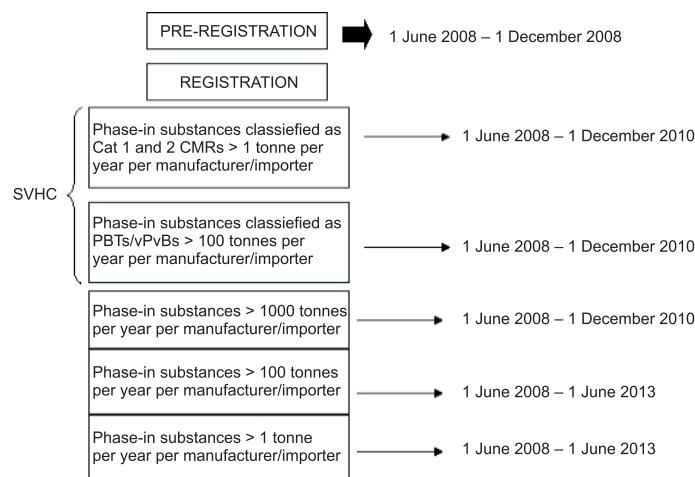 PRE-REGISTRATION
1 June 2008 – 1 December 2008
REGISTRATION
SVHC
Phase-in substances classiefied as
Cat 1 and 2 CMRs > 1 tonne per
year per manufacturer/importer
1 June 2008 – 1 December 2010
Phase-in substances classiefied as
PBTs/vPvBs > 100 tonnes per
year per manufacturer/importer
1 June 2008 – 1 December 2010
Phase-in substances > 1000 tonnes
per year per manufacturer/importer
1 June 2008 – 1 December 2010
Phase-in substances > 100 tonnes
per year per manufacturer/importer
1 June 2008 – 1 June 2013
Phase-in substances > 1 tonne
per year per manufacturer/importer
1 June 2008 – 1 June 2013